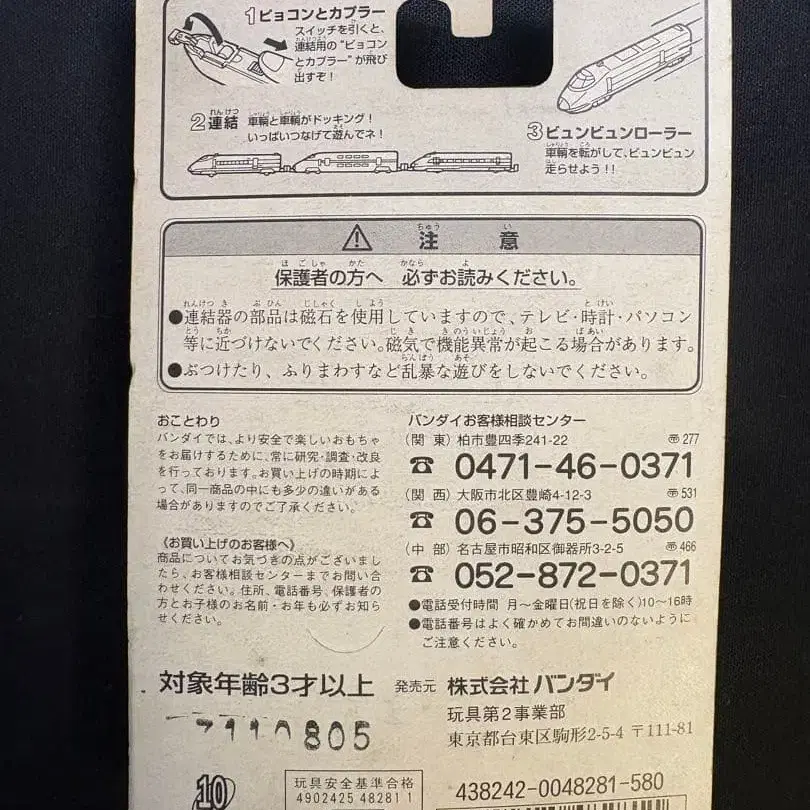 1ピョコンとカプラー
スイッチを引くと、
連結用の"ピョコン
とカプラー"が飛び
出すぞ！
2連結 車輌と車輌がドッキング！
いっぱいつなげて遊んでネ！
3ビュンビュンローラー
車輌を転がして、ビュンビュン
走らせよう！！
注意
保護者の方へ 必ずお読みください。
●連結器の部品は磁石を使用していますので、テレビ・時計・パソコン
等に近づけないでください。磁気で機能異常が起こる場合があります。
●ぶつけたり、ふりまわすなど乱暴な遊びをしないでください。
おことわり
バンダイでは、より安全で楽しいおもちゃ
をお届けするために、常に研究・調査・改良
を行っております。お買い上げの時期によ
って、同一商品の中にも多少の違いがある
場合がありますのでご了承ください。
《お買い上げのお客様へ》
商品についてお気づきの点がございまし
たら、お客様相談センターまでお問い合
わせください。住所、電話番号、保護者の
方とお子様のお名前・お年も必ずお知ら
せください。
バンダイお客様相談センター
（関 東）柏市豊四季241-22 〒277
☎ 0471-46-0371
（関 西）大阪市北区豊崎4-12-3 〒531
☎ 06-375-5050
（中 部）名古屋市昭和区御器所3-2-5 〒466
☎ 052-872-0371
●電話受付時間 月〜金曜日(祝日を除く)10〜16時
●電話番号はよく確かめてお間違いのないように
ご注意ください。
対象年齢3才以上
発売元 株式会社 バンダイ
玩具第2事業部
東京都台東区駒形2-5-4 〒111-81
7110805
10
玩具安全基準合格
4902425 48281 1
438242-0048281-580